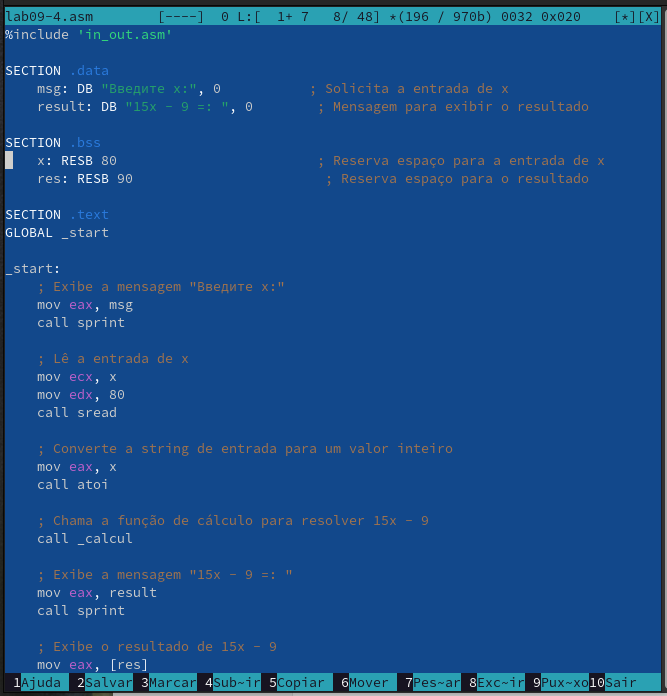 lab09-4.asm [----] 0 L:[ 1+ 7 8/ 48] *(196 / 970b) 0032 0x020 [*][X]
%include 'in_out.asm'
SECTION .data
msg: DB "Введите x:", 0 ; Solicita a entrada de x
result: DB "15x - 9 =: ", 0 ; Mensagem para exibir o resultado
SECTION .bss
x: RESB 80 ; Reserva espaço para a entrada de x
res: RESB 90 ; Reserva espaço para o resultado
SECTION .text
GLOBAL _start
_start:
; Exibe a mensagem "Введите x:"
mov eax, msg
call sprint
; Lê a entrada de x
mov ecx, x
mov edx, 80
call sread
; Converte a string de entrada para um valor inteiro
mov eax, x
call atoi
; Chama a função de cálculo para resolver 15x - 9
call _calcul
; Exibe a mensagem "15x - 9 =: "
mov eax, result
call sprint
; Exibe o resultado de 15x - 9
mov eax, [res]
1Ajuda 2Salvar 3Marcar 4Sub~ir 5Copiar 6Mover 7Pes~ar 8Exc~ir 9Pux~xo 10Sair